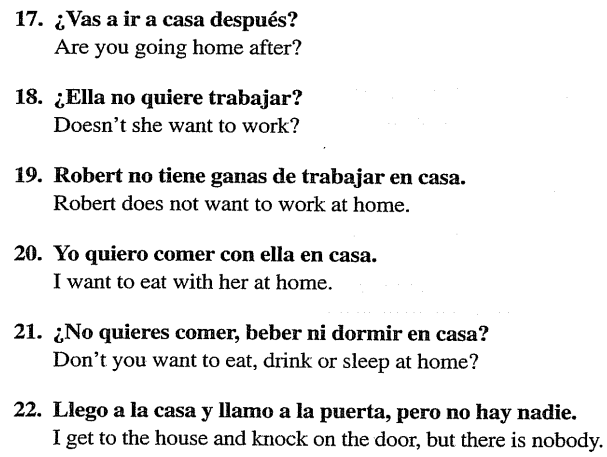 17. ¿Vas a ir a casa después?
Are you going home after?
18. ¿Ella no quiere trabajar?
Doesn't she want to work?
19. Robert no tiene ganas de trabajar en casa.
Robert does not want to work at home.
20. Yo quiero comer con ella en casa.
I want to eat with her at home.
21. ¿No quieres comer, beber ni dormir en casa?
Don't you want to eat, drink or sleep at home?
22. Llego a la casa y llamo a la puerta, pero no hay nadie.
I get to the house and knock on the door, but there is nobody.